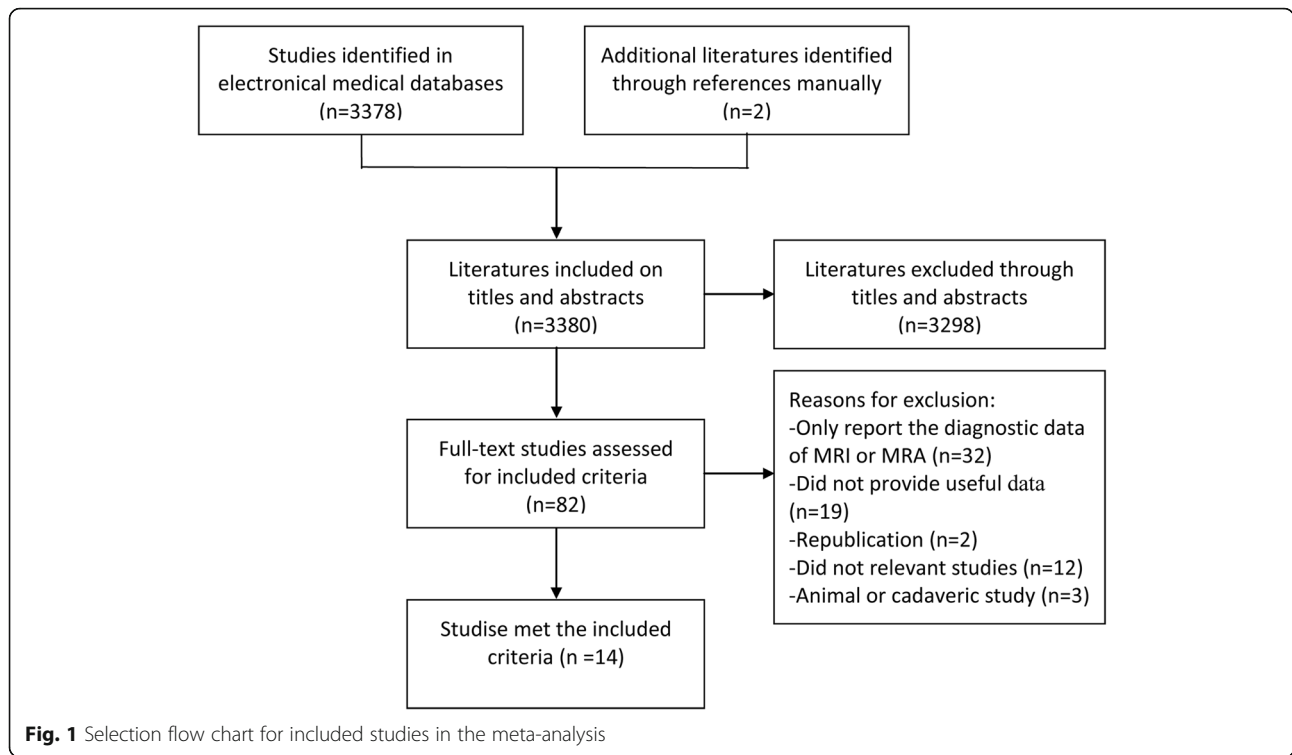 Studies identified in
electronical medical databases
(n=3378)
Additional literatures identified
through references manually
(n=2)
Literatures included on
titles and abstracts
(n=3380)
Literatures excluded through
titles and abstracts
(n=3298)
Full-text studies assessed
for included criteria
(n=82)
Reasons for exclusion:
-Only report the diagnostic data
of MRI or MRA (n=32)
-Did not provide useful data
(n=19)
-Republication (n=2)
-Did not relevant studies (n=12)
-Animal or cadaveric study (n=3)
Studise met the included
criteria (n =14)
Fig. 1 Selection flow chart for included studies in the meta-analysis